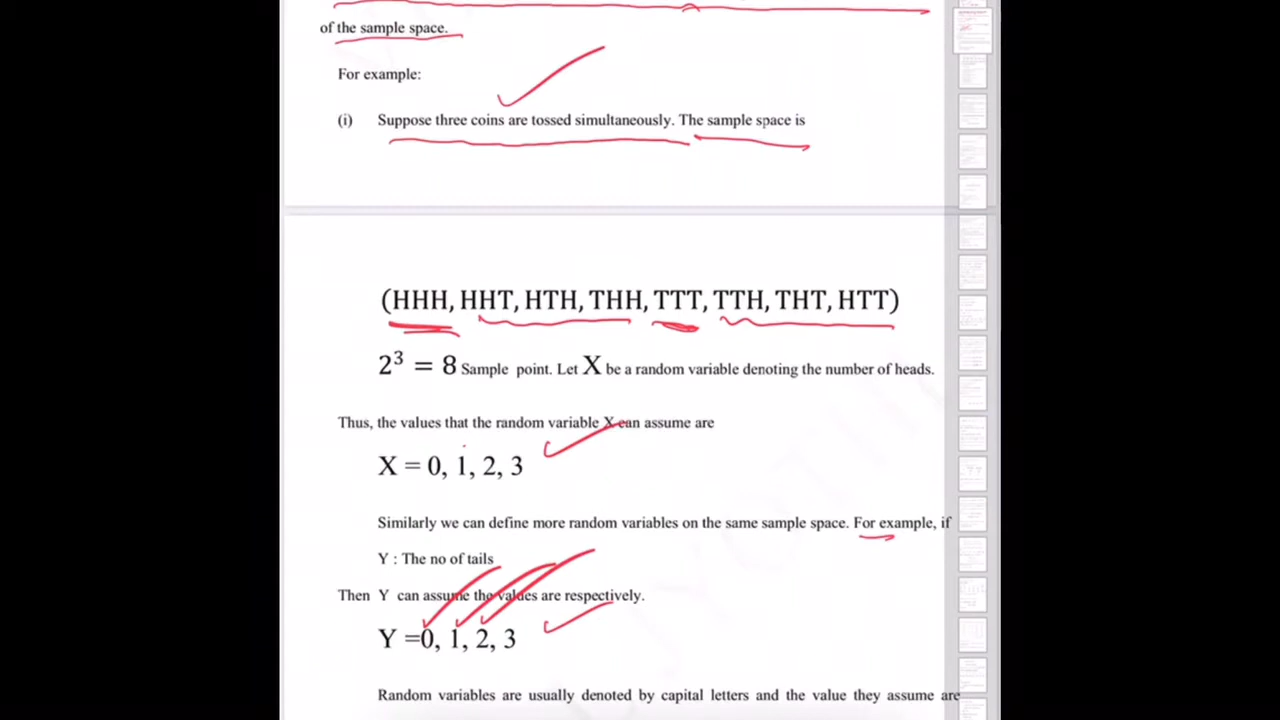 of the sample space.
For example:
(i) Suppose three coins are tossed simultaneously. The sample space is
(HHH, HHT, HTH, THH, TTT, TTH, THT, HTT)
2³ = 8 Sample point. Let X be a random variable denoting the number of heads.
Thus, the values that the random variable X can assume are
X = 0, 1, 2, 3
Similarly we can define more random variables on the same sample space. For example, if
Y : The no of tails
Then Y can assume the values are respectively.
Y =0, 1, 2, 3
Random variables are usually denoted by capital letters and the value they assume are